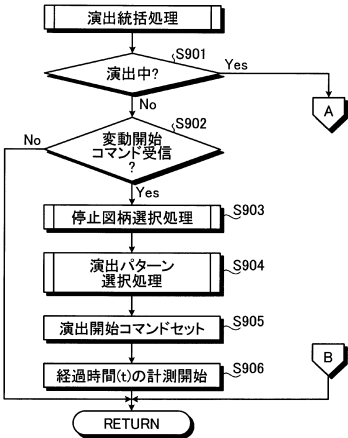 演出統括処理
S901
演出中?
Yes
A
No
S902
No
変動開始
コマンド受信
?
Yes
停止図柄選択処理
S903
演出パターン
選択処理
S904
演出開始コマンドセット
S905
B
経過時間(t)の計測開始
S906
RETURN